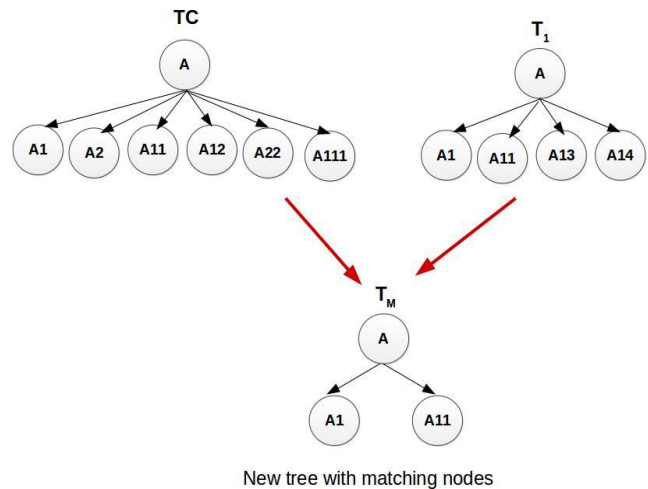 TC
A
A1 A2 A11 A12 A22 A111
T1
A
A1 A11 A13 A14
TM
A
A1 A11
New tree with matching nodes